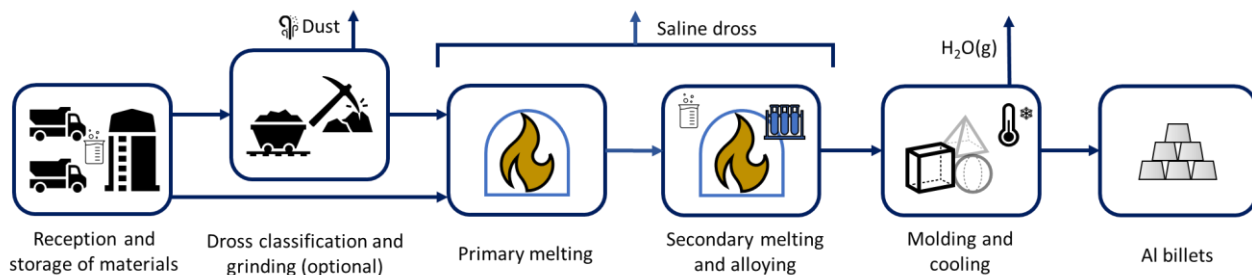 Dust
Saline dross
H₂O(g)
Reception and
storage of materials
Dross classification and
grinding (optional)
Primary melting
Secondary melting
and alloying
Molding and
cooling
Al billets